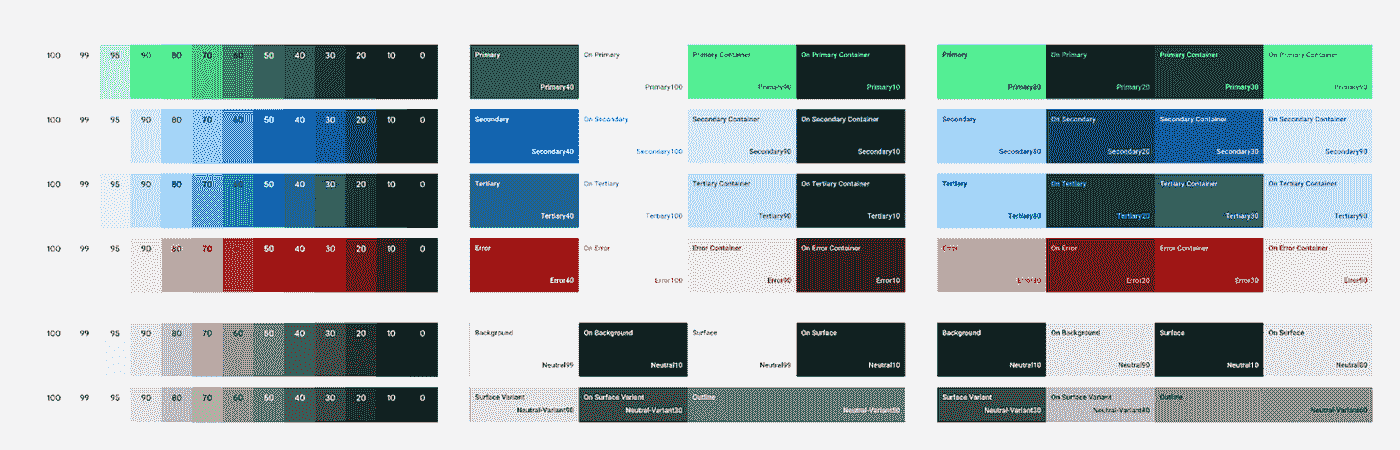 100 99 95 90 80 70 60 50 40 30 20 10 0
Primary
Primary40
On Primary
Primary100
Primary Container
Primary90
On Primary Container
Primary10
Primary
Primary80
On Primary
Primary20
Primary Container
Primary30
On Primary Container
Primary90
100 99 95 90 80 70 60 50 40 30 20 10 0
Secondary
Secondary40
On Secondary
Secondary100
Secondary Container
Secondary90
On Secondary Container
Secondary10
Secondary
Secondary80
On Secondary
Secondary20
Secondary Container
Secondary30
On Secondary Container
Secondary90
100 99 95 90 80 70 60 50 40 30 20 10 0
Tertiary
Tertiary40
On Tertiary
Tertiary100
Tertiary Container
Tertiary90
On Tertiary Container
Tertiary10
Tertiary
Tertiary80
On Tertiary
Tertiary20
Tertiary Container
Tertiary30
On Tertiary Container
Tertiary90
100 99 95 90 80 70 50 40 30 20 10 0
Error
Error40
On Error
Error100
Error Container
Error90
On Error Container
Error10
Error
Error80
On Error
Error20
Error Container
Error30
On Error Container
Error90
100 99 95 90 80 70 60 50 40 30 20 10 0
Background
Neutral99
On Background
Neutral10
Surface
Neutral99
On Surface
Neutral10
Background
Neutral10
On Background
Neutral90
Surface
Neutral10
On Surface
Neutral80
100 99 95 90 80 70 60 50 40 30 20 10 0
Surface Variant
Neutral-Variant90
On Surface Variant
Neutral-Variant30
Outline
Neutral-Variant50
Surface Variant
Neutral-Variant30
On Surface Variant
Neutral-Variant80
Outline
Neutral-Variant60